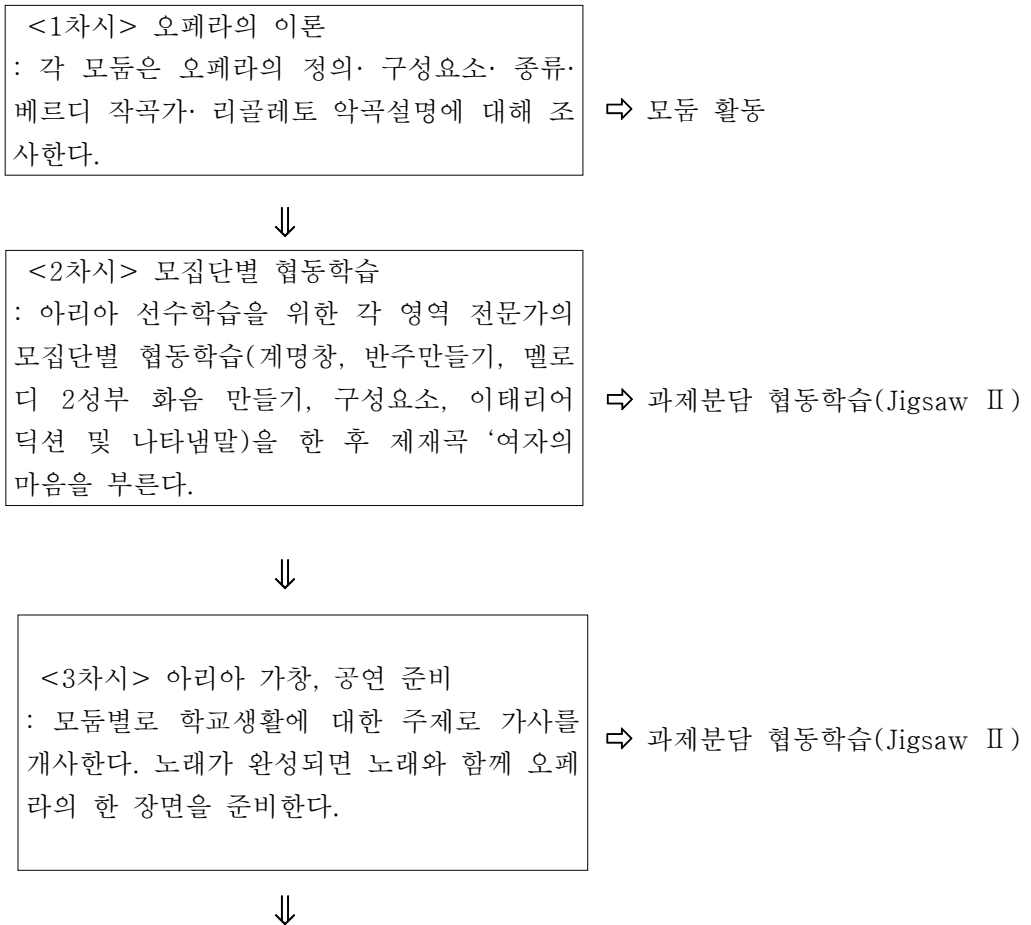 <1차시> 오페라의 이론
: 각 모둠은 오페라의 정의· 구성요소· 종류·
베르디 작곡가· 리골레토 악곡설명에 대해 조
사한다.
⇨ 모둠 활동
⇓
<2차시> 모집단별 협동학습
: 아리아 선수학습을 위한 각 영역 전문가의
모집단별 협동학습(계명창, 반주만들기, 멜로
디 2성부 화음 만들기, 구성요소, 이태리어
딕션 및 나타냄말)을 한 후 제재곡 ‘여자의
마음을 부른다.
⇨ 과제분담 협동학습(Jigsaw Ⅱ)
⇓
<3차시> 아리아 가창, 공연 준비
: 모둠별로 학교생활에 대한 주제로 가사를
개사한다. 노래가 완성되면 노래와 함께 오페
라의 한 장면을 준비한다.
⇨ 과제분담 협동학습(Jigsaw Ⅱ)
⇓